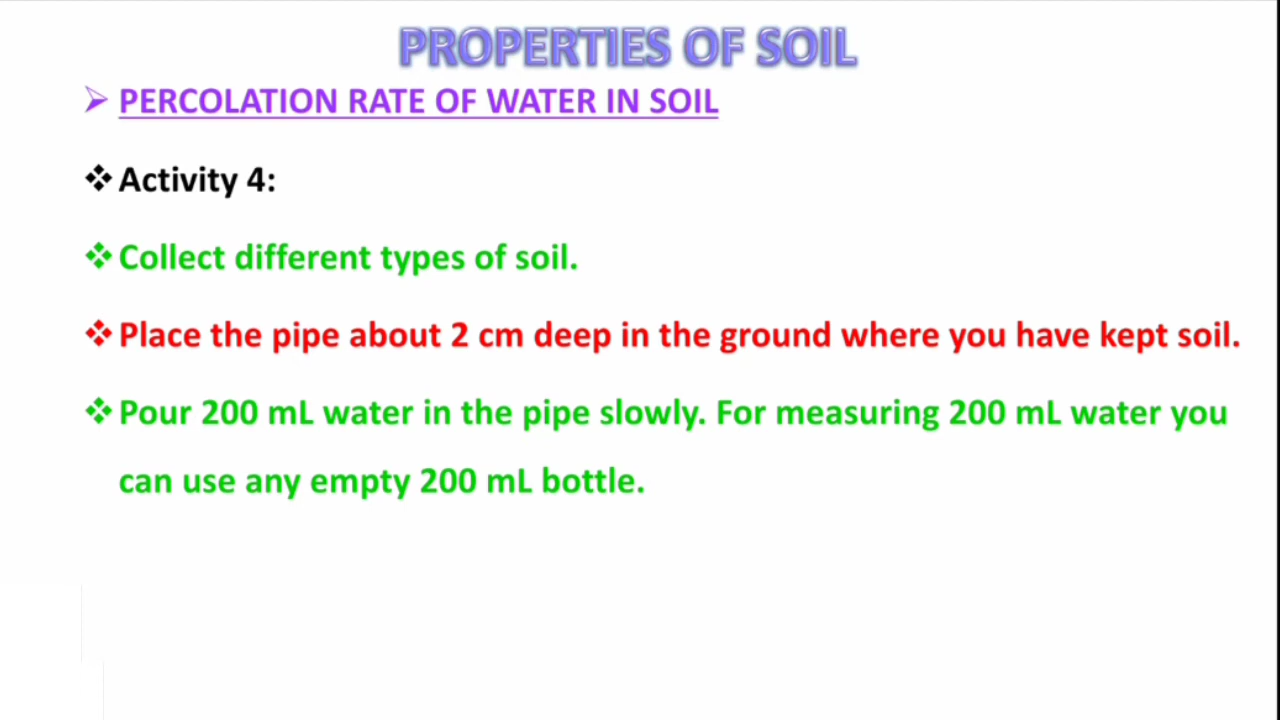 PROPERTIES OF SOIL
➢ PERCOLATION RATE OF WATER IN SOIL
❖ Activity 4:
❖ Collect different types of soil.
❖ Place the pipe about 2 cm deep in the ground where you have kept soil.
❖ Pour 200 mL water in the pipe slowly. For measuring 200 mL water you
can use any empty 200 mL bottle.